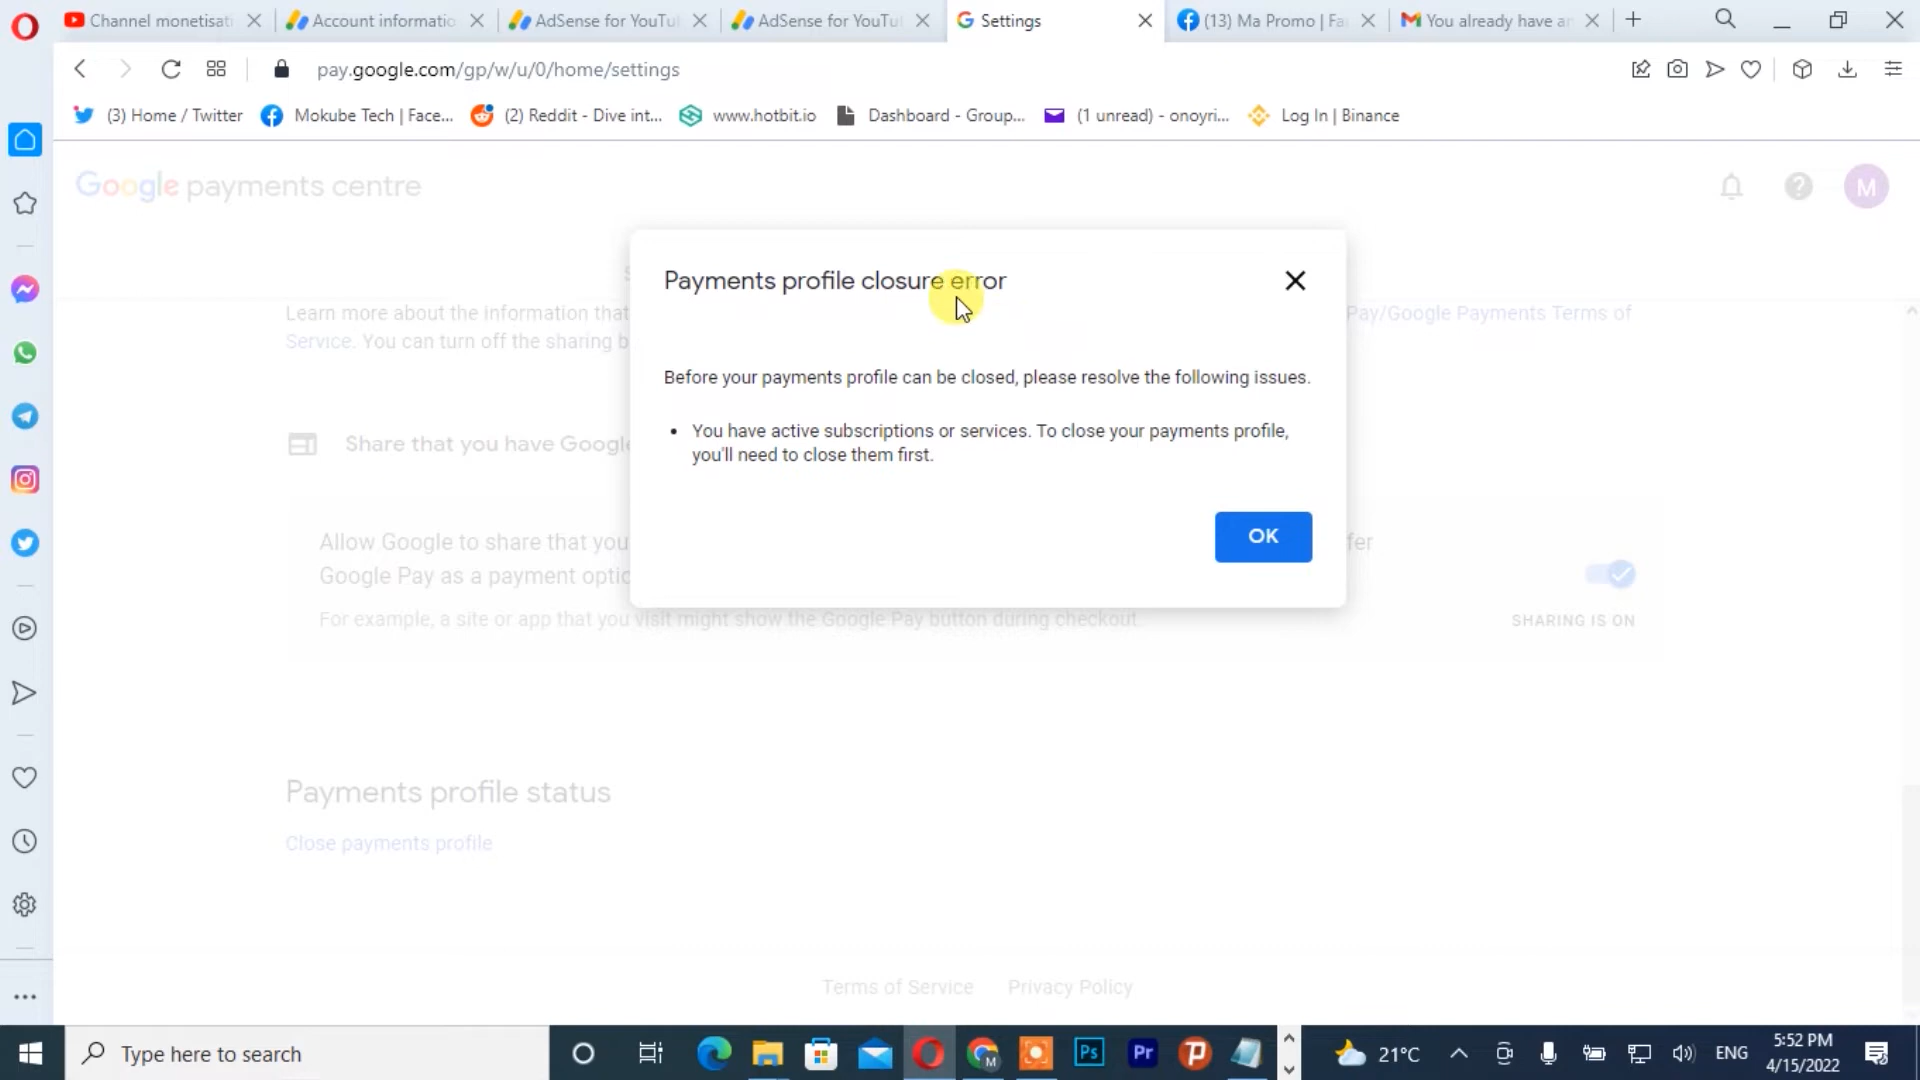 Channel monetisati
Account informatio
AdSense for YouTu
AdSense for YouTu
Settings
(13) Ma Promo | Fa
You already have an
pay.google.com/gp/w/u/0/home/settings
(3) Home / Twitter
Mokube Tech | Face...
(2) Reddit - Dive int...
www.hotbit.io
Dashboard - Group...
(1 unread) - onoyri...
Log In | Binance
Google payments centre
M
Payments profile closure error
Learn more about the information that
Pay/Google Payments Terms of
Service. You can turn off the sharing b
Before your payments profile can be closed, please resolve the following issues.
• You have active subscriptions or services. To close your payments profile,
you'll need to close them first.
Share that you have Google
OK
Allow Google to share that you
fer
Google Pay as a payment optio
For example, a site or app that you visit might show the Google Pay button during checkout.
SHARING IS ON
Payments profile status
Close payments profile
Terms of Service
Privacy Policy
Type here to search
M
Ps
Pr
21°C
ENG
5:52 PM
4/15/2022